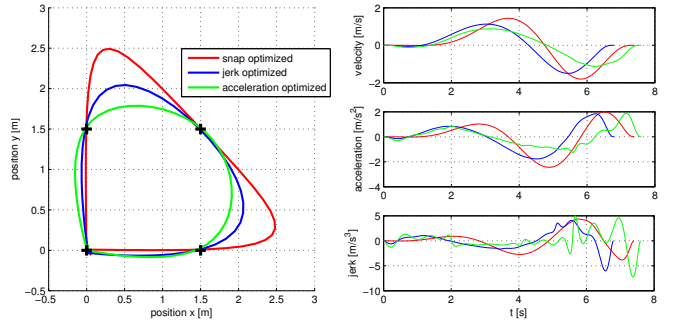 3
2.5
2
1.5
1
0.5
0
−0.5
−0.5 0 0.5 1 1.5 2 2.5 3
position y [m]
position x [m]
snap optimized
jerk optimized
acceleration optimized
2
0
−2
0 2 4 6 8
velocity [m/s]
2
0
−2
−4
0 2 4 6 8
acceleration [m/s²]
5
0
−5
−10
0 2 4 6 8
jerk [m/s³]
t [s]